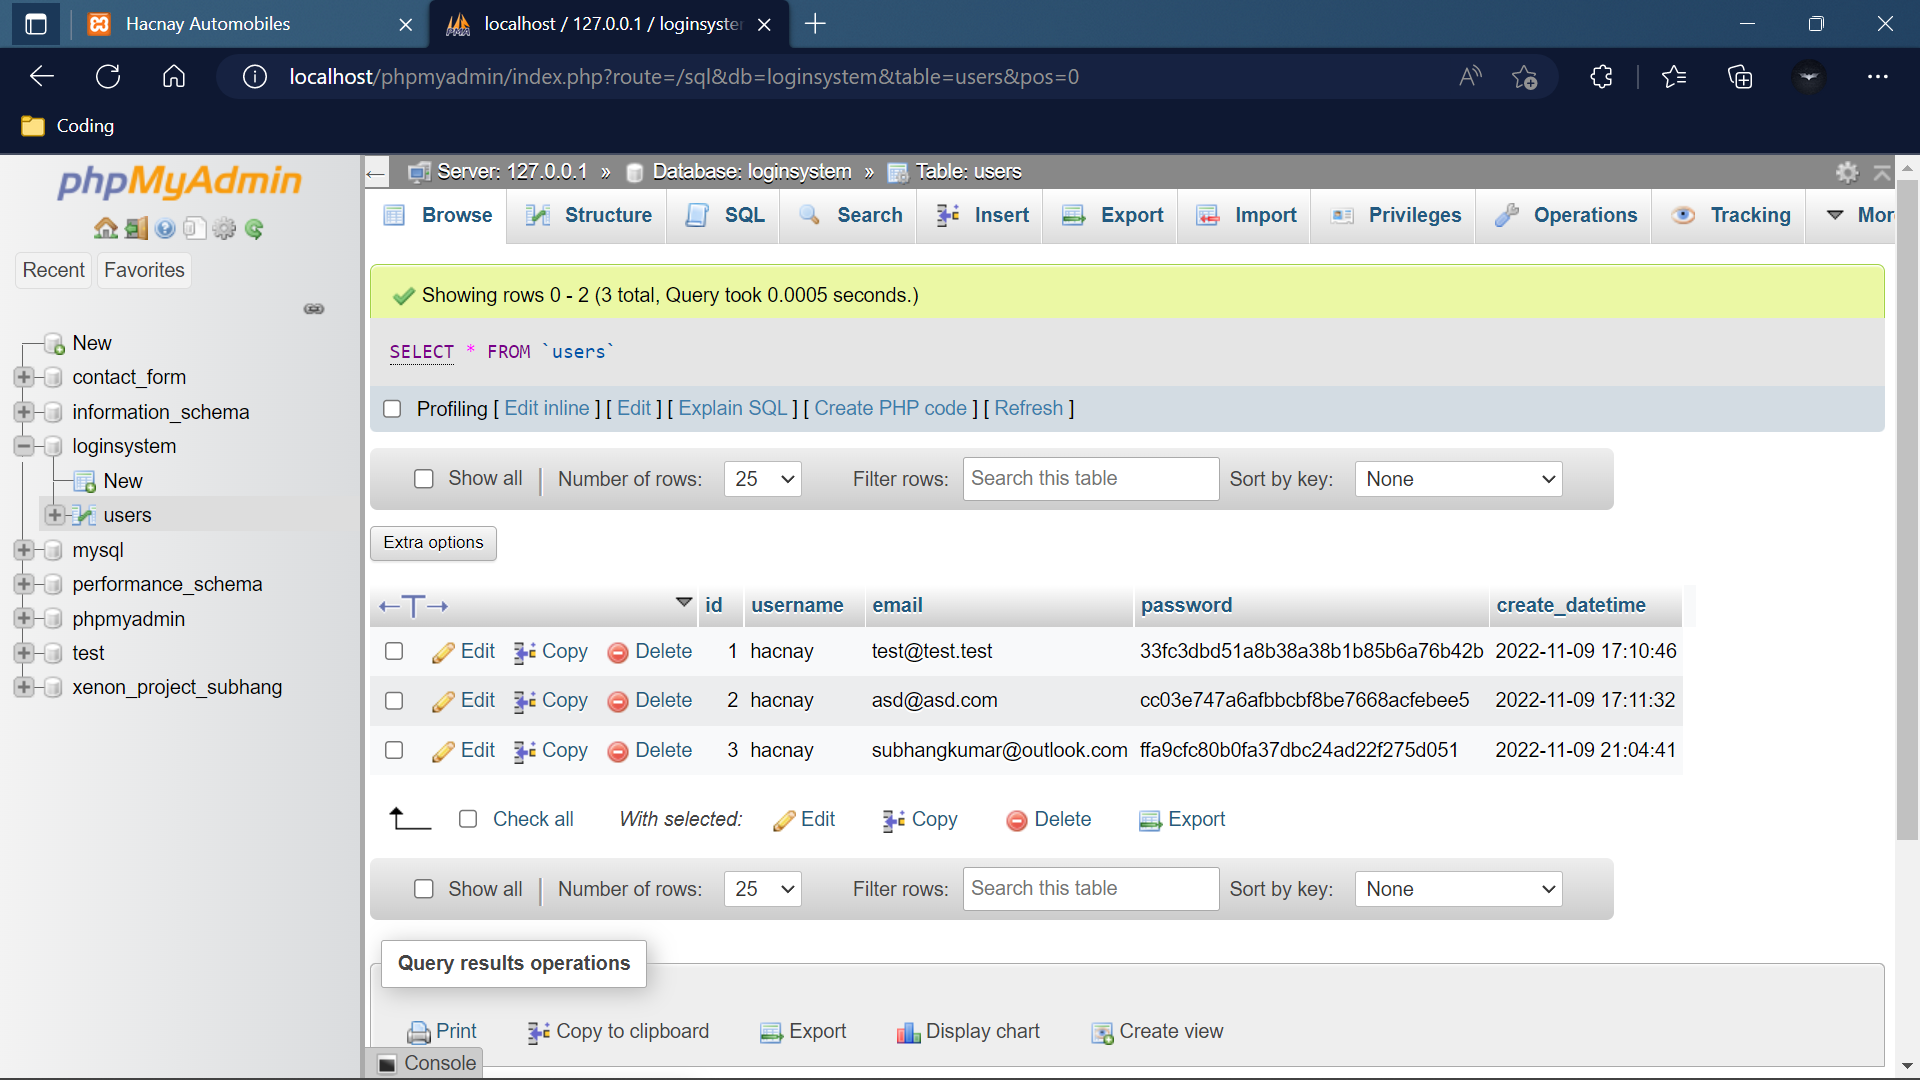 Hacnay Automobiles
localhost / 127.0.0.1 / loginsyste
localhost/phpmyadmin/index.php?route=/sql&db=loginsystem&table=users&pos=0
Coding
phpMyAdmin
Recent Favorites
New
contact_form
information_schema
loginsystem
New
users
mysql
performance_schema
phpmyadmin
test
xenon_project_subhang
Server: 127.0.0.1 » Database: loginsystem » Table: users
Browse Structure SQL Search Insert Export Import Privileges Operations Tracking Mor
Showing rows 0 - 2 (3 total, Query took 0.0005 seconds.)
SELECT * FROM `users`
Profiling [ Edit inline ] [ Edit ] [ Explain SQL ] [ Create PHP code ] [ Refresh ]
Show all Number of rows: 25 Filter rows: Search this table Sort by key: None
Extra options
←T→ id username email password create_datetime
Edit Copy Delete 1 hacnay test@test.test 33fc3dbd51a8b38a38b1b85b6a76b42b 2022-11-09 17:10:46
Edit Copy Delete 2 hacnay asd@asd.com cc03e747a6afbbcbf8be7668acfebee5 2022-11-09 17:11:32
Edit Copy Delete 3 hacnay subhangkumar@outlook.com ffa9cfc80b0fa37dbc24ad22f275d051 2022-11-09 21:04:41
Check all With selected: Edit Copy Delete Export
Show all Number of rows: 25 Filter rows: Search this table Sort by key: None
Query results operations
Print Copy to clipboard Export Display chart Create view
Console